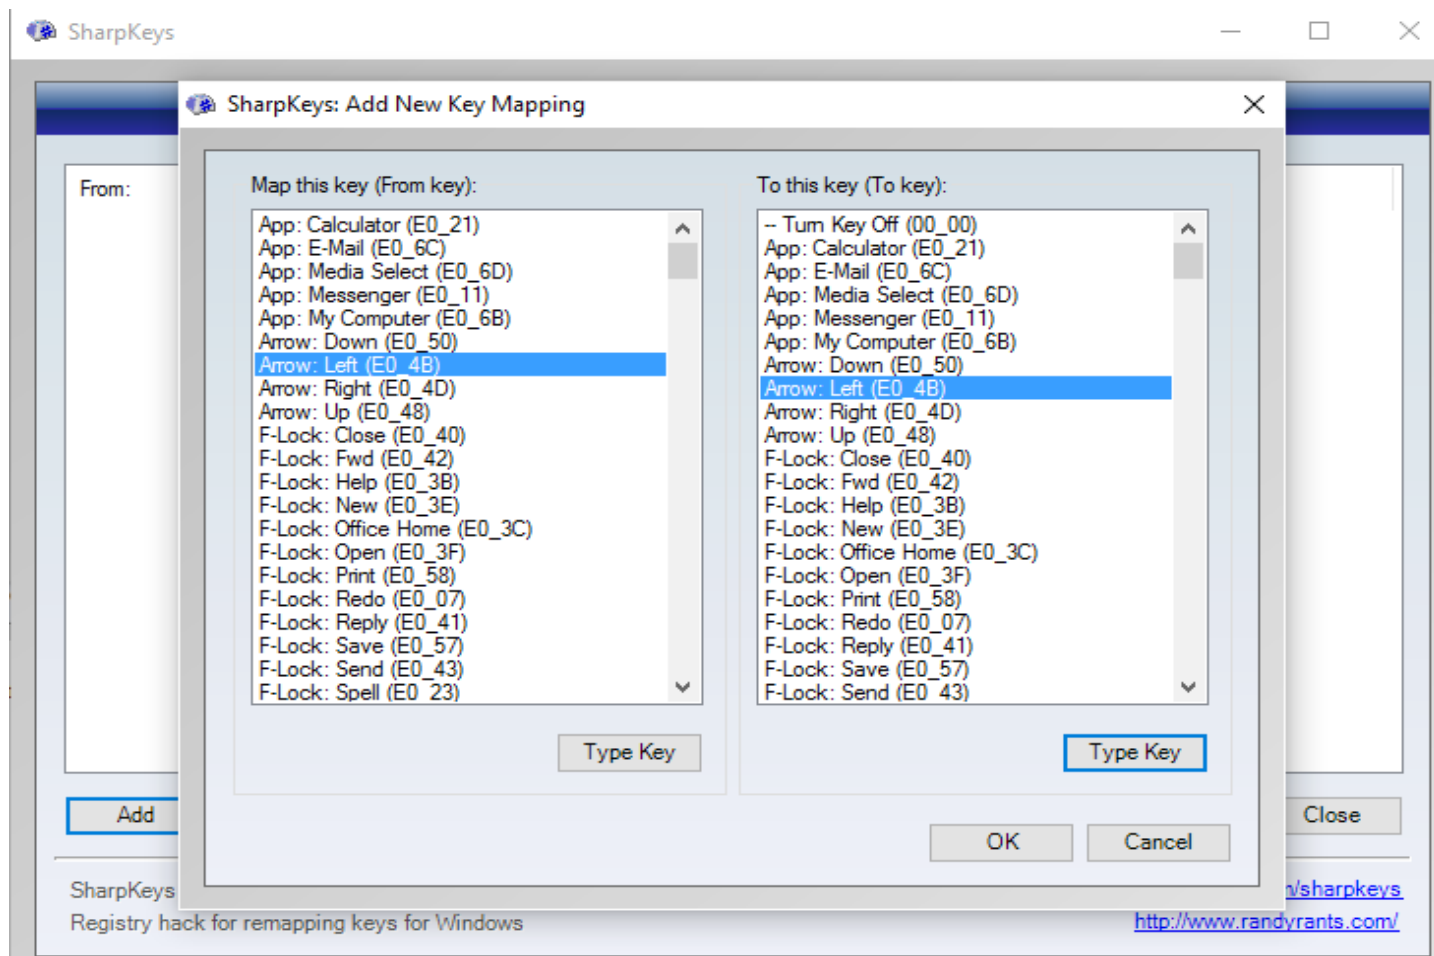 SharpKeys
SharpKeys: Add New Key Mapping
From:
Map this key (From key):
App: Calculator (E0_21)
App: E-Mail (E0_6C)
App: Media Select (E0_6D)
App: Messenger (E0_11)
App: My Computer (E0_6B)
Arrow: Down (E0_50)
Arrow: Left (E0_4B)
Arrow: Right (E0_4D)
Arrow: Up (E0_48)
F-Lock: Close (E0_40)
F-Lock: Fwd (E0_42)
F-Lock: Help (E0_3B)
F-Lock: New (E0_3E)
F-Lock: Office Home (E0_3C)
F-Lock: Open (E0_3F)
F-Lock: Print (E0_58)
F-Lock: Redo (E0_07)
F-Lock: Reply (E0_41)
F-Lock: Save (E0_57)
F-Lock: Send (E0_43)
F-Lock: Spell (E0_23)
Type Key
To this key (To key):
-- Turn Key Off (00_00)
App: Calculator (E0_21)
App: E-Mail (E0_6C)
App: Media Select (E0_6D)
App: Messenger (E0_11)
App: My Computer (E0_6B)
Arrow: Down (E0_50)
Arrow: Left (E0_4B)
Arrow: Right (E0_4D)
Arrow: Up (E0_48)
F-Lock: Close (E0_40)
F-Lock: Fwd (E0_42)
F-Lock: Help (E0_3B)
F-Lock: New (E0_3E)
F-Lock: Office Home (E0_3C)
F-Lock: Open (E0_3F)
F-Lock: Print (E0_58)
F-Lock: Redo (E0_07)
F-Lock: Reply (E0_41)
F-Lock: Save (E0_57)
F-Lock: Send (E0_43)
Type Key
OK
Cancel
Add
Close
SharpKeys
/sharpkeys
Registry hack for remapping keys for Windows
http://www.randyrants.com/